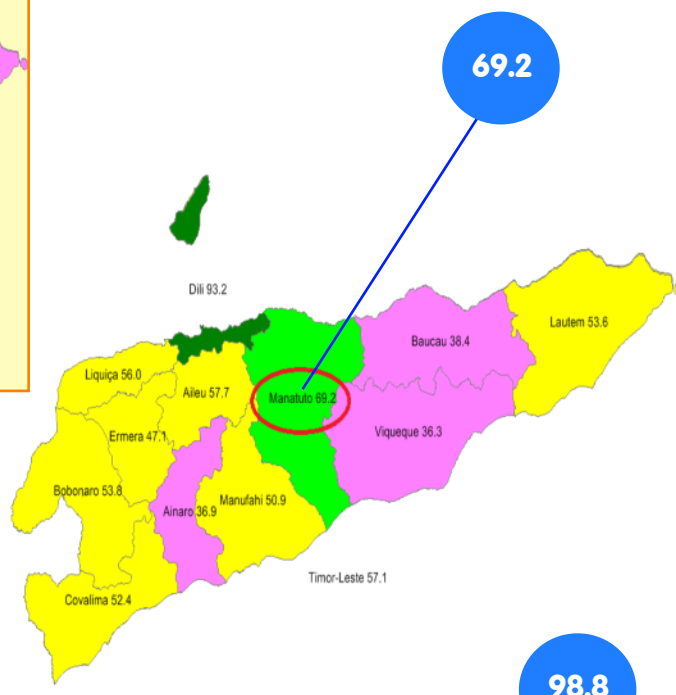 69.2
Dili 93.2
Lautem 53.6
Baucau 38.4
Liquiça 56.0
Aileu 57.7
Manatuto 69.2
Ermera 47.1
Viqueque 36.3
Bobonaro 53.8
Manufahi 50.9
Ainaro 36.9
Timor-Leste 57.1
Covalima 52.4
98.8